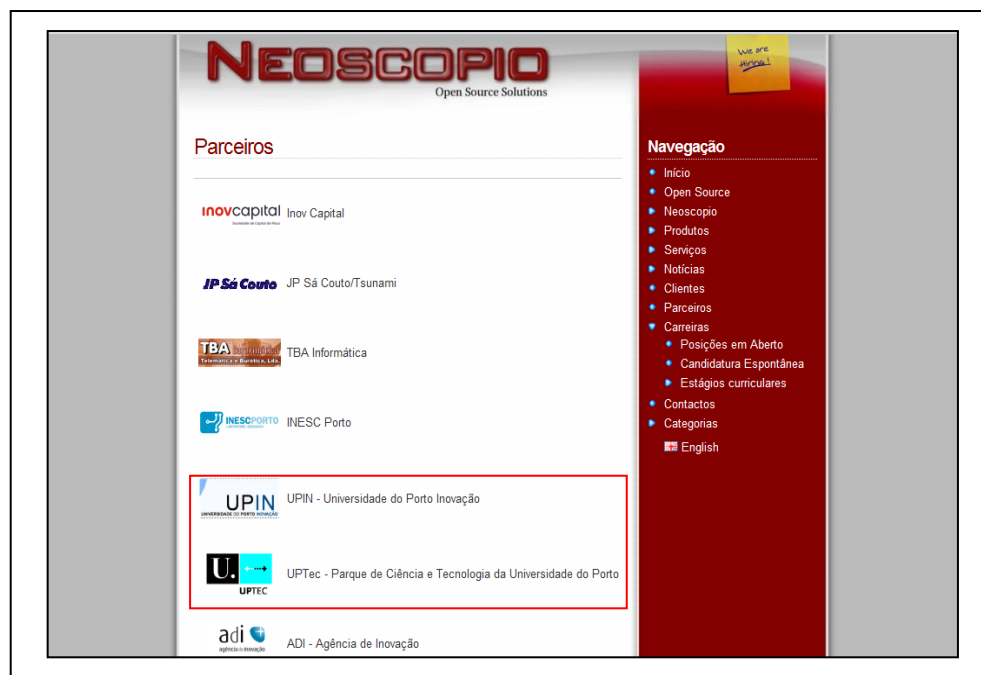 NEOSCOPIO
Open Source Solutions
We are
Hiring!
Parceiros
inovcapital
Inov Capital
JP Sá Couto
JP Sá Couto/Tsunami
TBA
Telemática e Burótica, Lda.
TBA Informática
INESCPORTO
INESC Porto
UPIN
UNIVERSIDADE DO PORTO INOVAÇÃO
UPIN - Universidade do Porto Inovação
U.
UPTEC
UPTec - Parque de Ciência e Tecnologia da Universidade do Porto
adi
agência de inovação
ADI - Agência de Inovação
Navegação
Início
Open Source
Neoscopio
Produtos
Serviços
Notícias
Clientes
Parceiros
Carreiras
Posições em Aberto
Candidatura Espontânea
Estágios curriculares
Contactos
Categorias
English